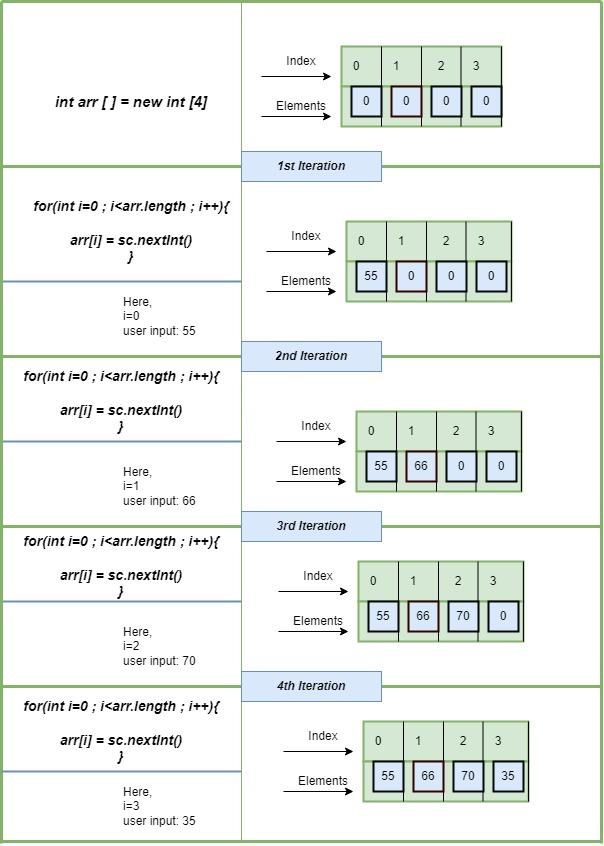 int arr [ ] = new int [4]
Index
0 1 2 3
Elements
0 0 0 0
1st Iteration
for(int i=0 ; i<arr.length ; i++){
arr[i] = sc.nextInt()
}
Here,
i=0
user input: 55
Index
0 1 2 3
Elements
55 0 0 0
2nd Iteration
for(int i=0 ; i<arr.length ; i++){
arr[i] = sc.nextInt()
}
Here,
i=1
user input: 66
Index
0 1 2 3
Elements
55 66 0 0
3rd Iteration
for(int i=0 ; i<arr.length ; i++){
arr[i] = sc.nextInt()
}
Here,
i=2
user input: 70
Index
0 1 2 3
Elements
55 66 70 0
4th Iteration
for(int i=0 ; i<arr.length ; i++){
arr[i] = sc.nextInt()
}
Here,
i=3
user input: 35
Index
0 1 2 3
Elements
55 66 70 35